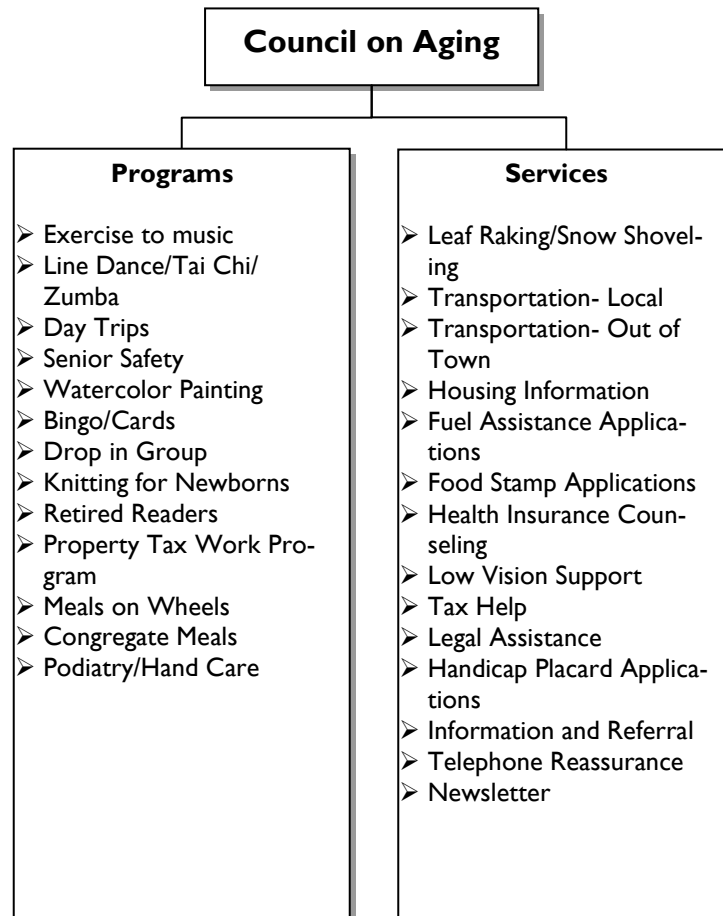 Council on Aging
Programs
➢ Exercise to music
➢ Line Dance/Tai Chi/
Zumba
➢ Day Trips
➢ Senior Safety
➢ Watercolor Painting
➢ Bingo/Cards
➢ Drop in Group
➢ Knitting for Newborns
➢ Retired Readers
➢ Property Tax Work Pro-
gram
➢ Meals on Wheels
➢ Congregate Meals
➢ Podiatry/Hand Care
Services
➢ Leaf Raking/Snow Shovel-
ing
➢ Transportation- Local
➢ Transportation- Out of
Town
➢ Housing Information
➢ Fuel Assistance Applica-
tions
➢ Food Stamp Applications
➢ Health Insurance Coun-
seling
➢ Low Vision Support
➢ Tax Help
➢ Legal Assistance
➢ Handicap Placard Applica-
tions
➢ Information and Referral
➢ Telephone Reassurance
➢ Newsletter